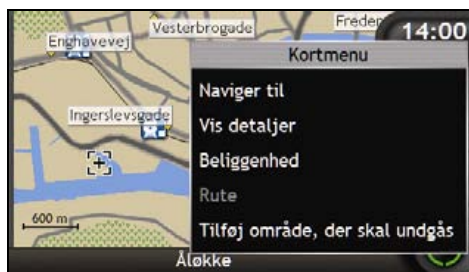 Vesterbrogade
Freder
14:00
Enghavevej
Kortmenu
Naviger til
Ingerslevsgade
Vis detaljer
Beliggenhed
Rute
600 m
Tilføj område, der skal undgås
Åløkke